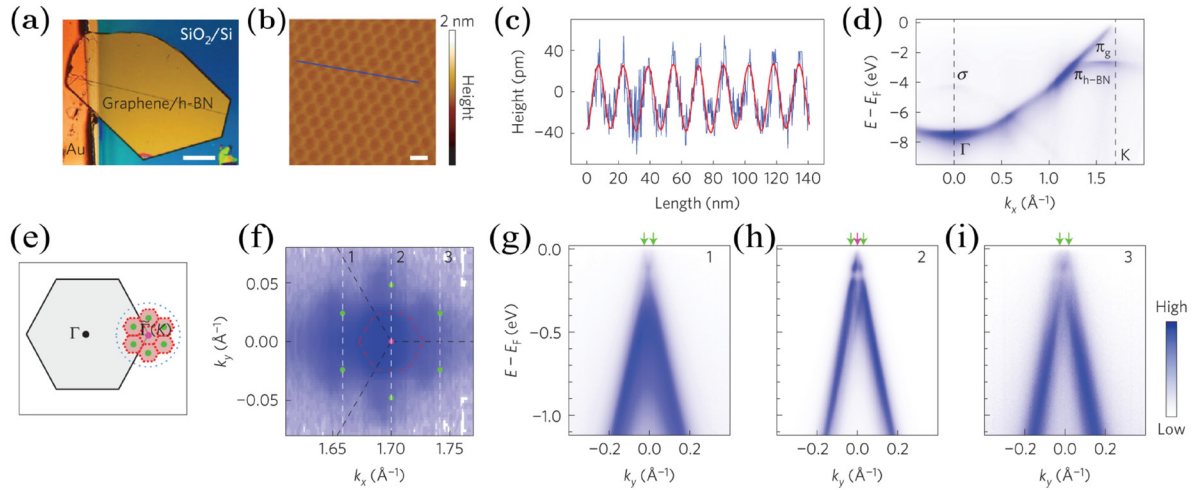 (a)
SiO2/Si
Graphene/h-BN
Au
(b)
2 nm
Height
(c)
Height (pm)
40
0
−40
0 20 40 60 80 100 120 140
Length (nm)
(d)
E − EF (eV)
0
−2
−4
−6
−8
σ
πg
πh−BN
Γ
K
0.0 0.5 1.0 1.5
kx (Å−1)
(e)
Γ
Γ̃(K)
(f)
1 2 3
ky (Å−1)
0.05
0.00
−0.05
1.65 1.70 1.75
kx (Å−1)
(g)
1
E − EF (eV)
0.0
−0.5
−1.0
−0.2 0.0 0.2
ky (Å−1)
(h)
2
−0.2 0.0 0.2
ky (Å−1)
(i)
3
−0.2 0.0 0.2
ky (Å−1)
High
Low